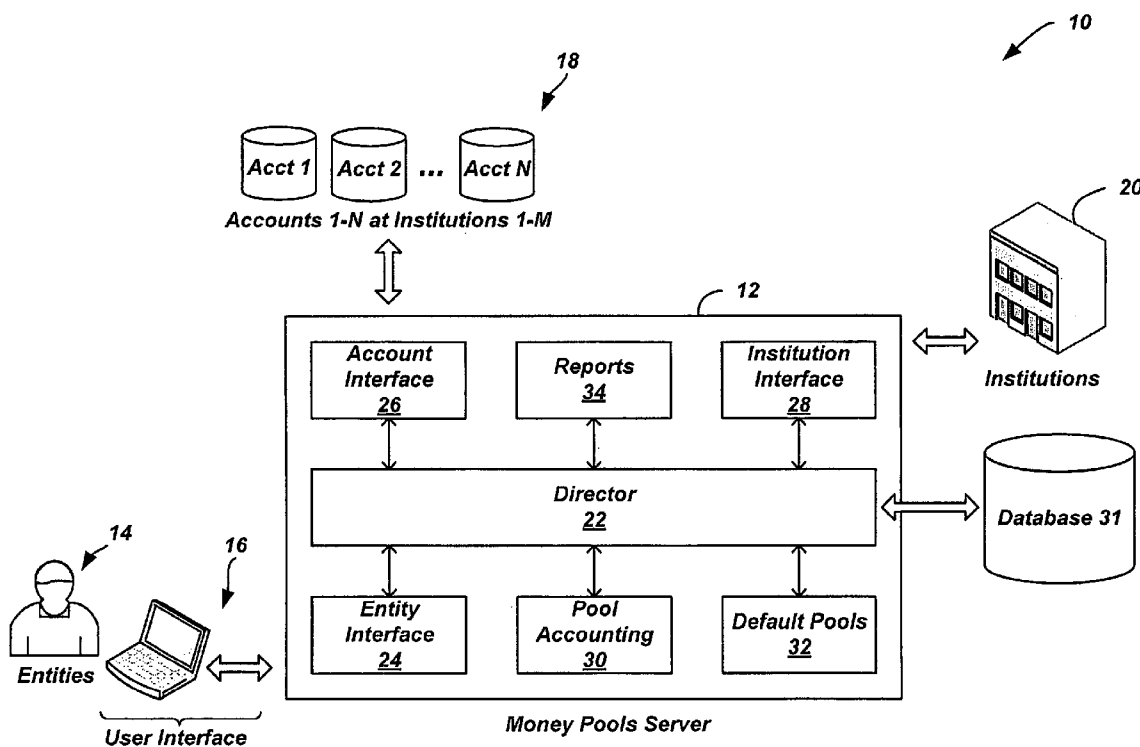 10
18
Acct 1
Acct 2
...
Acct N
Accounts 1-N at Institutions 1-M
20
Institutions
12
Account
Interface
26
Reports
34
Institution
Interface
28
Director
22
Database 31
14
Entities
16
User Interface
Entity
Interface
24
Pool
Accounting
30
Default Pools
32
Money Pools Server